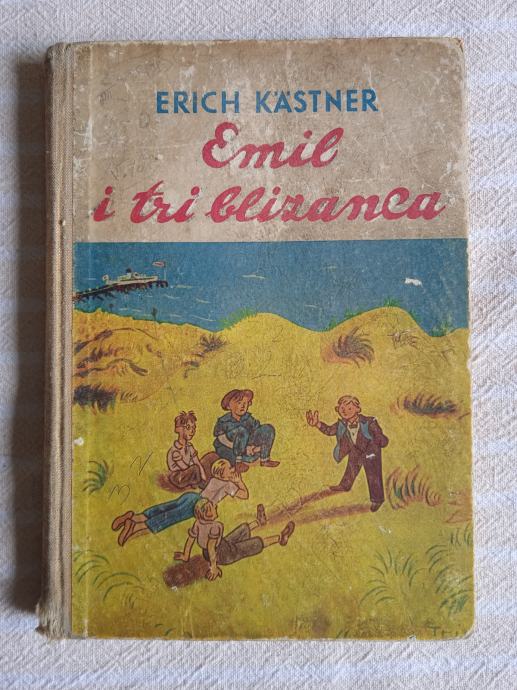 ERICH KÄSTNER
Emil
i tri blizanca